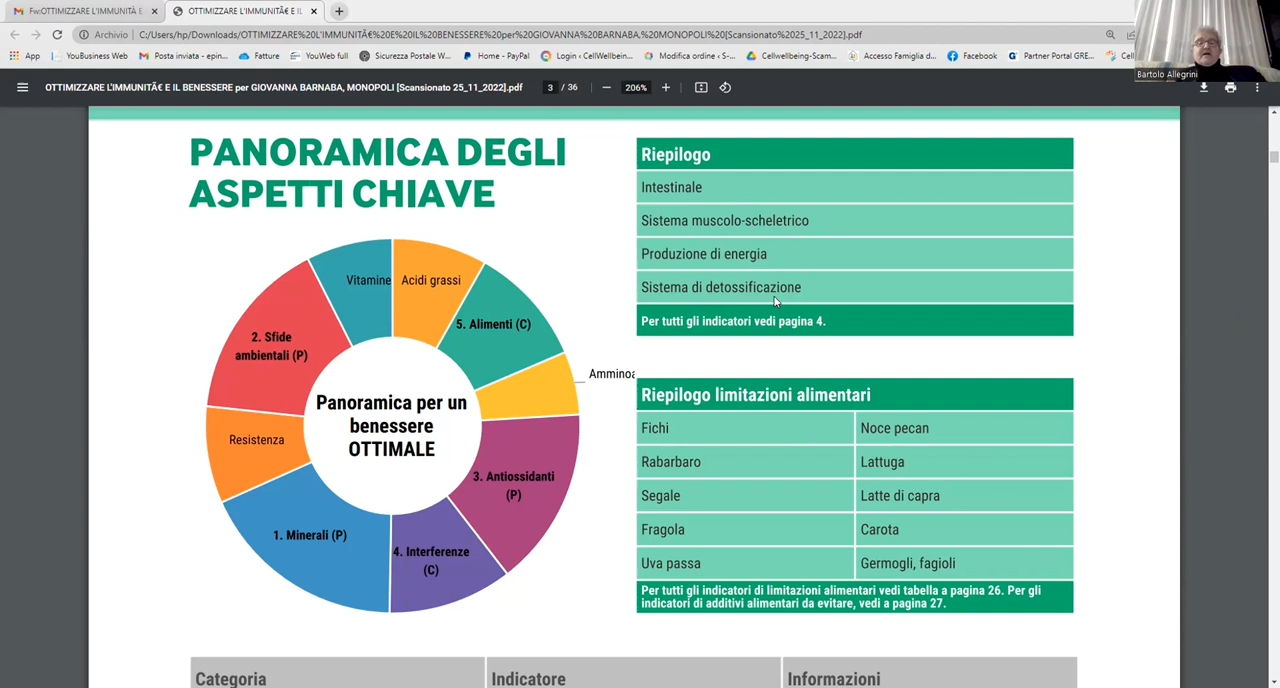 Fw:OTTIMIZZARE L'IMMUNITÀ E
OTTIMIZZARE L'IMMUNITÃ€ E IL
Archivio
C:/Users/hp/Downloads/OTTIMIZZARE%20L'IMMUNITÃ€%20E%20IL%20BENESSERE%20per%20GIOVANNA%20BARNABA,%20MONOPOLI%20[Scansionato%2025_11_2022].pdf
App
YouBusiness Web
Posta inviata - epin...
Fatture
YouWeb full
Sicurezza Postale W...
Home - PayPal
Login ‹ CellWellbein...
Modifica ordine ‹ S-...
Cellwellbeing-Scam...
Accesso Famiglia d...
Facebook
Partner Portal GRE...
Cell
Bartolo Allegrini
OTTIMIZZARE L'IMMUNITÃ€ E IL BENESSERE per GIOVANNA BARNABA, MONOPOLI [Scansionato 25_11_2022].pdf
3 / 36
206%
PANORAMICA DEGLI
ASPETTI CHIAVE
Vitamine
Acidi grassi
5. Alimenti (C)
Amminoa
3. Antiossidanti
(P)
4. Interferenze
(C)
1. Minerali (P)
Resistenza
2. Sfide
ambientali (P)
Panoramica per un
benessere
OTTIMALE
Riepilogo
Intestinale
Sistema muscolo-scheletrico
Produzione di energia
Sistema di detossificazione
Per tutti gli indicatori vedi pagina 4.
Riepilogo limitazioni alimentari
Fichi
Noce pecan
Rabarbaro
Lattuga
Segale
Latte di capra
Fragola
Carota
Uva passa
Germogli, fagioli
Per tutti gli indicatori di limitazioni alimentari vedi tabella a pagina 26. Per gli
indicatori di additivi alimentari da evitare, vedi a pagina 27.
Categoria
Indicatore
Informazioni